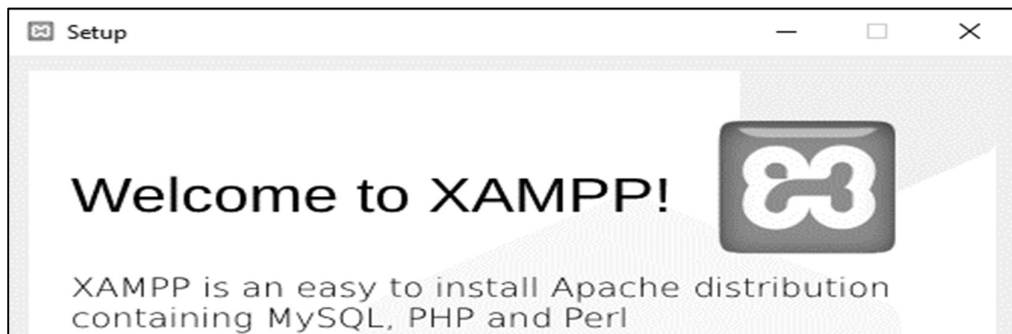 Setup
Welcome to XAMPP!
XAMPP is an easy to install Apache distribution
containing MySQL, PHP and Perl